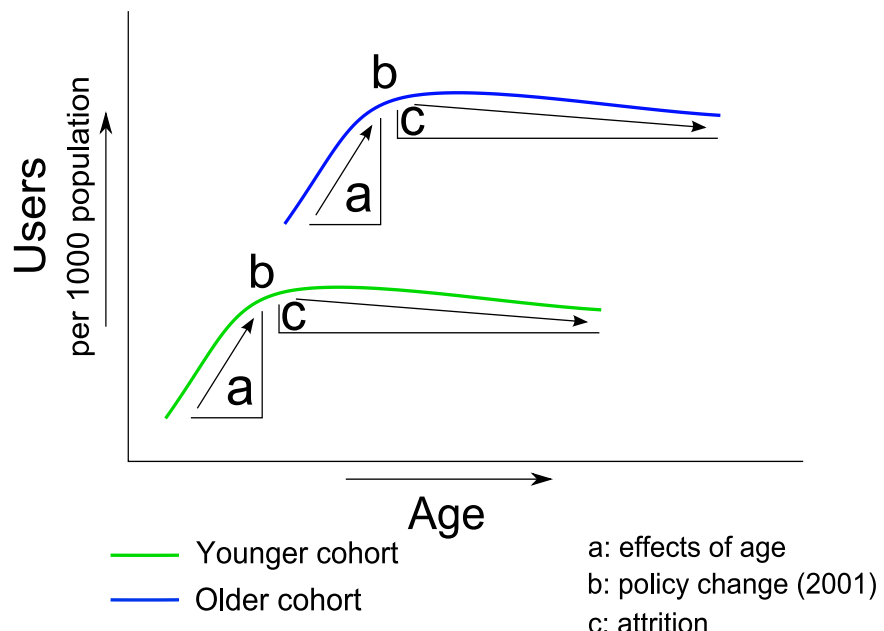 b
c
a
b
c
a
Users
per 1000 population
Age
Younger cohort
Older cohort
a: effects of age
b: policy change (2001)
c: attrition